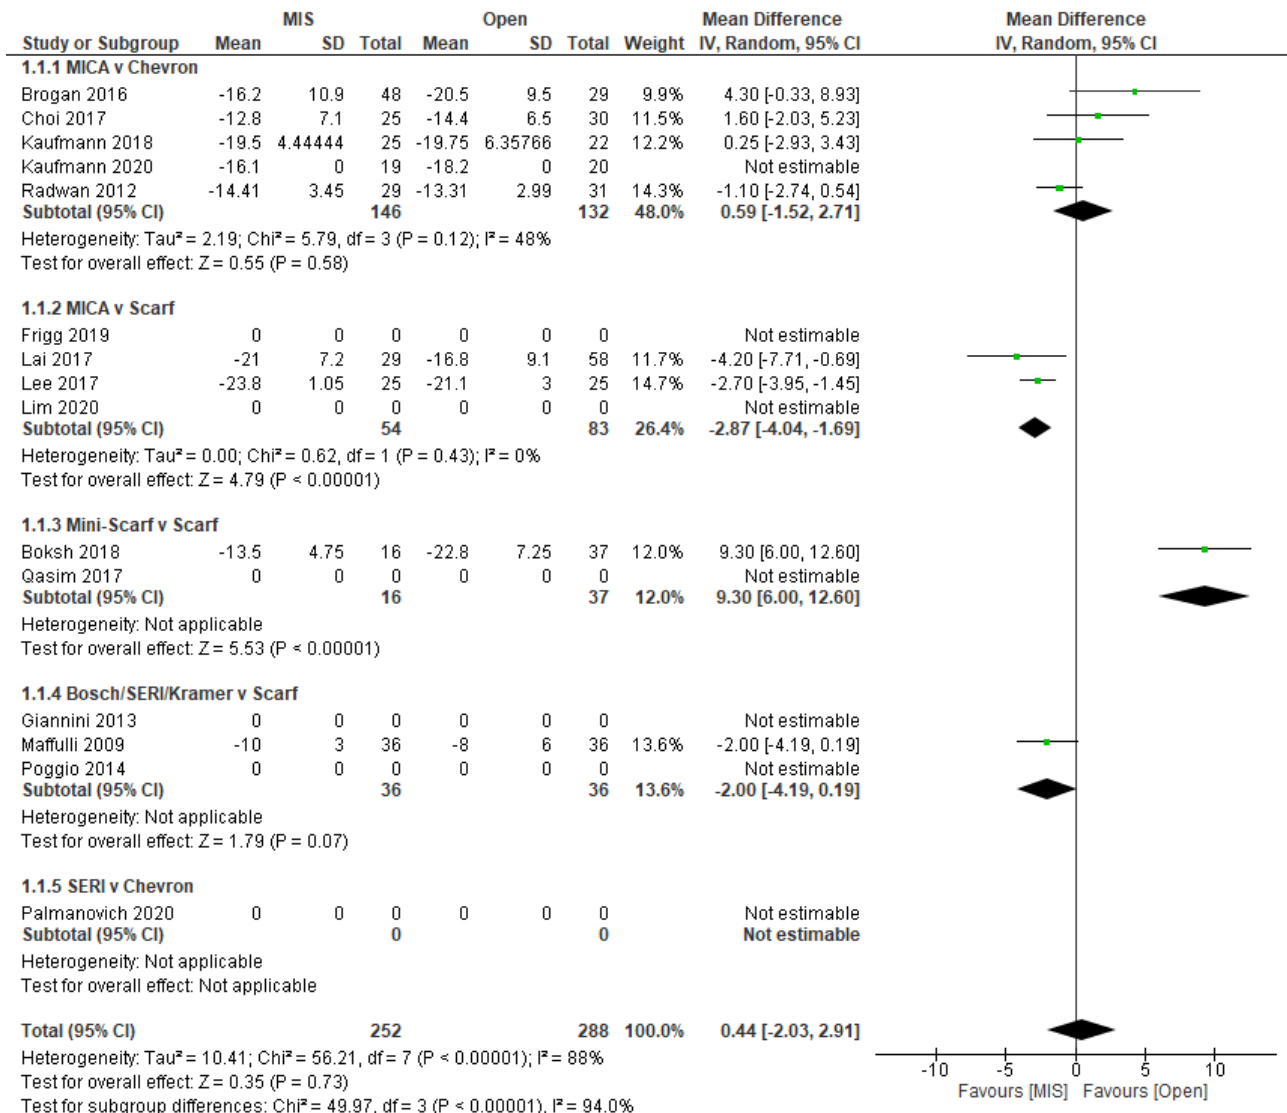 MIS Open Mean Difference Mean Difference
Study or Subgroup Mean SD Total Mean SD Total Weight IV, Random, 95% CI IV, Random, 95% CI
1.1.1 MICA v Chevron
Brogan 2016 -16.2 10.9 48 -20.5 9.5 29 9.9% 4.30 [-0.33, 8.93]
Choi 2017 -12.8 7.1 25 -14.4 6.5 30 11.5% 1.60 [-2.03, 5.23]
Kaufmann 2018 -19.5 4.44444 25 -19.75 6.35766 22 12.2% 0.25 [-2.93, 3.43]
Kaufmann 2020 -16.1 0 19 -18.2 0 20 Not estimable
Radwan 2012 -14.41 3.45 29 -13.31 2.99 31 14.3% -1.10 [-2.74, 0.54]
Subtotal (95% CI) 146 132 48.0% 0.59 [-1.52, 2.71]
Heterogeneity: Tau² = 2.19; Chi² = 5.79, df = 3 (P = 0.12); I² = 48%
Test for overall effect: Z = 0.55 (P = 0.58)
1.1.2 MICA v Scarf
Frigg 2019 0 0 0 0 0 0 Not estimable
Lai 2017 -21 7.2 29 -16.8 9.1 58 11.7% -4.20 [-7.71, -0.69]
Lee 2017 -23.8 1.05 25 -21.1 3 25 14.7% -2.70 [-3.95, -1.45]
Lim 2020 0 0 0 0 0 0 Not estimable
Subtotal (95% CI) 54 83 26.4% -2.87 [-4.04, -1.69]
Heterogeneity: Tau² = 0.00; Chi² = 0.62, df = 1 (P = 0.43); I² = 0%
Test for overall effect: Z = 4.79 (P < 0.00001)
1.1.3 Mini-Scarf v Scarf
Boksh 2018 -13.5 4.75 16 -22.8 7.25 37 12.0% 9.30 [6.00, 12.60]
Qasim 2017 0 0 0 0 0 0 Not estimable
Subtotal (95% CI) 16 37 12.0% 9.30 [6.00, 12.60]
Heterogeneity: Not applicable
Test for overall effect: Z = 5.53 (P < 0.00001)
1.1.4 Bosch/SERI/Kramer v Scarf
Giannini 2013 0 0 0 0 0 0 Not estimable
Maffulli 2009 -10 3 36 -8 6 36 13.6% -2.00 [-4.19, 0.19]
Poggio 2014 0 0 0 0 0 0 Not estimable
Subtotal (95% CI) 36 36 13.6% -2.00 [-4.19, 0.19]
Heterogeneity: Not applicable
Test for overall effect: Z = 1.79 (P = 0.07)
1.1.5 SERI v Chevron
Palmanovich 2020 0 0 0 0 0 0 Not estimable
Subtotal (95% CI) 0 0 Not estimable
Heterogeneity: Not applicable
Test for overall effect: Not applicable
Total (95% CI) 252 288 100.0% 0.44 [-2.03, 2.91]
Heterogeneity: Tau² = 10.41; Chi² = 56.21, df = 7 (P < 0.00001); I² = 88%
Test for overall effect: Z = 0.35 (P = 0.73)
Test for subgroup differences: Chi² = 49.97, df = 3 (P < 0.00001), I² = 94.0%
-10 -5 0 5 10
Favours [MIS] Favours [Open]